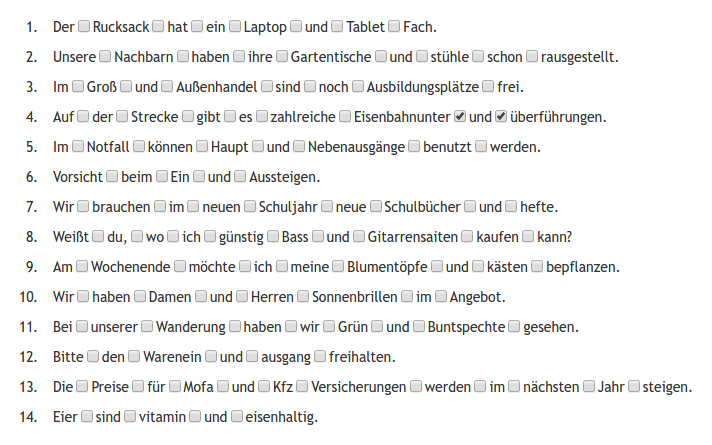 1. Der Rucksack hat ein Laptop und Tablet Fach.
2. Unsere Nachbarn haben ihre Gartentische und stühle schon rausgestellt.
3. Im Groß und Außenhandel sind noch Ausbildungsplätze frei.
4. Auf der Strecke gibt es zahlreiche Eisenbahnunter und überführungen.
5. Im Notfall können Haupt und Nebenausgänge benutzt werden.
6. Vorsicht beim Ein und Aussteigen.
7. Wir brauchen im neuen Schuljahr neue Schulbücher und hefte.
8. Weißt du, wo ich günstig Bass und Gitarrensaiten kaufen kann?
9. Am Wochenende möchte ich meine Blumentöpfe und kästen bepflanzen.
10. Wir haben Damen und Herren Sonnenbrillen im Angebot.
11. Bei unserer Wanderung haben wir Grün und Buntspechte gesehen.
12. Bitte den Warenein und ausgang freihalten.
13. Die Preise für Mofa und Kfz Versicherungen werden im nächsten Jahr steigen.
14. Eier sind vitamin und eisenhaltig.